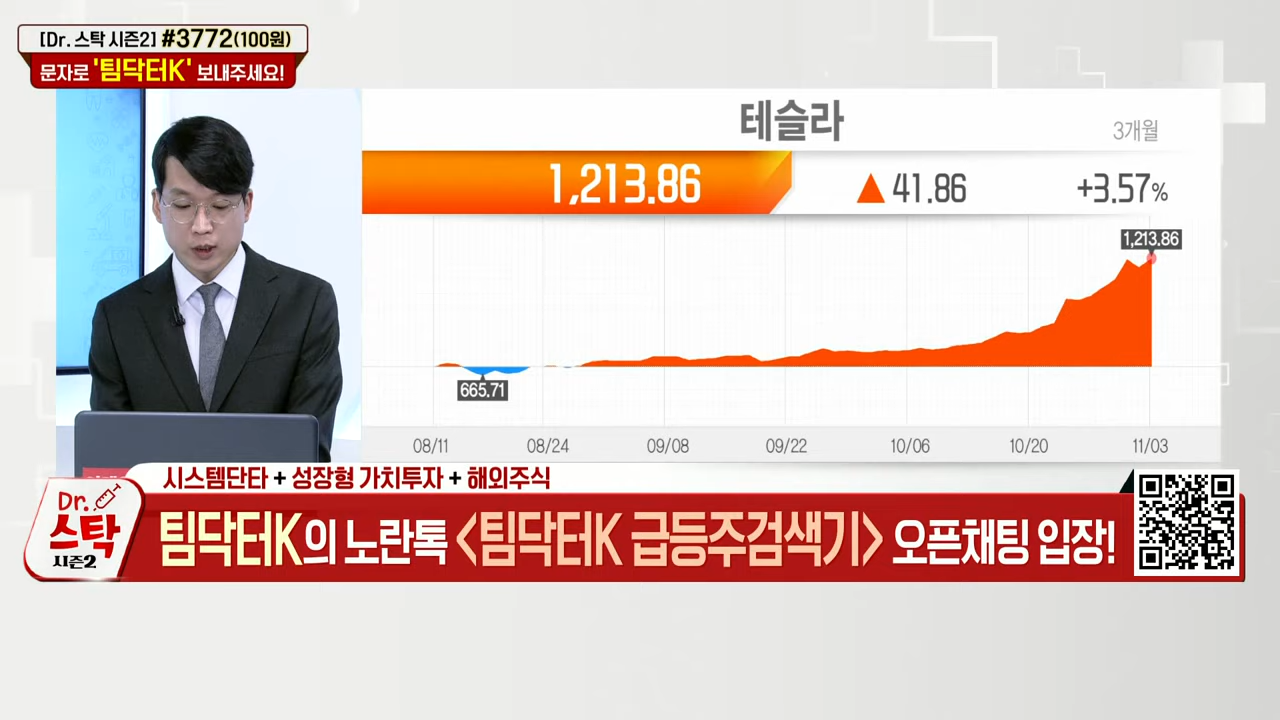 [Dr. 스탁 시즌2] #3772(100원)
문자로 '팀닥터K' 보내주세요!
테슬라
3개월
1,213.86
▲ 41.86
+3.57%
1,213.86
665.71
08/11
08/24
09/08
09/22
10/06
10/20
11/03
시스템단타 + 성장형 가치투자 + 해외주식
Dr.
스탁
시즌2
팀닥터K의 노란톡 <팀닥터K 급등주검색기> 오픈채팅 입장!